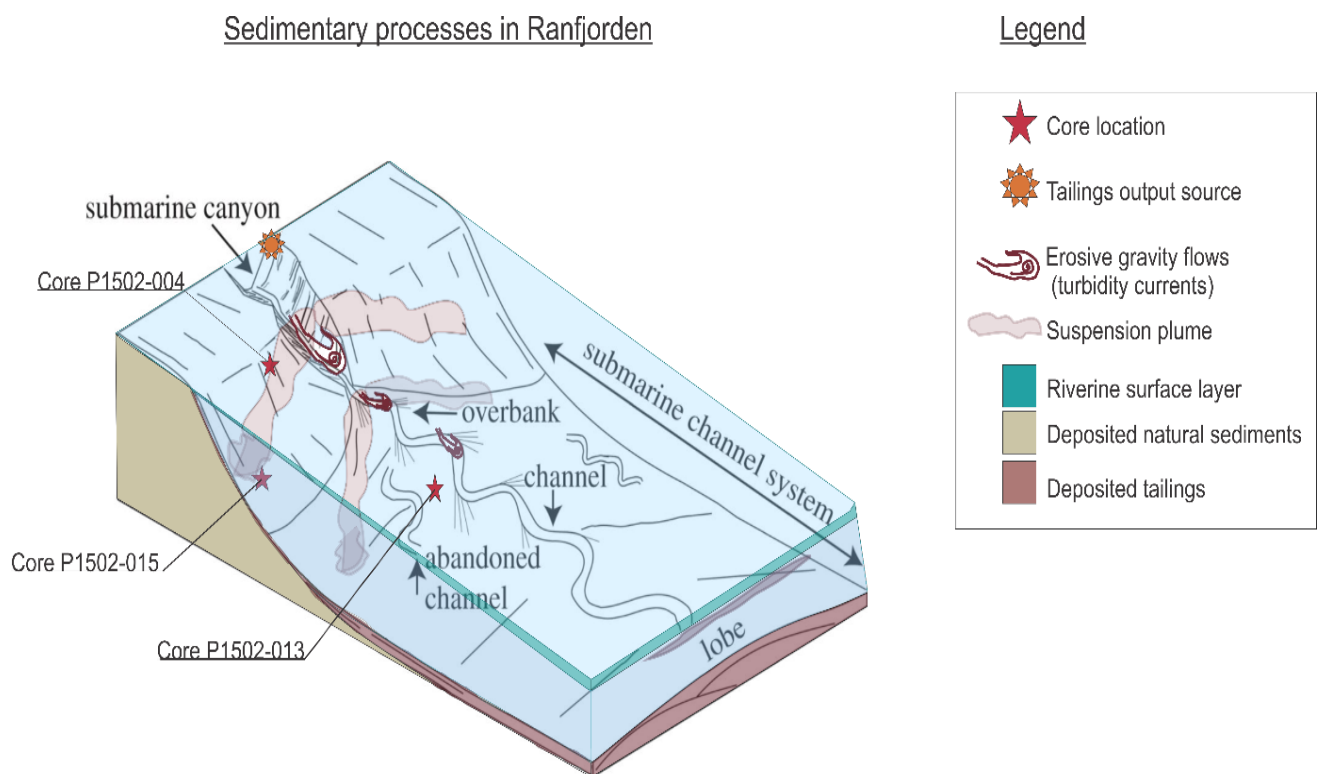 Sedimentary processes in Ranfjorden
Legend
submarine canyon
Core P1502-004
overbank
channel
submarine channel system
abandoned
channel
Core P1502-015
Core P1502-013
lobe
Core location
Tailings output source
Erosive gravity flows
(turbidity currents)
Suspension plume
Riverine surface layer
Deposited natural sediments
Deposited tailings